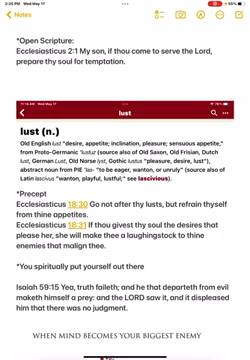 2:25 PM Wed May 17
65%
Notes
*Open Scripture:
Ecclesiasticus 2:1 My son, if thou come to serve the Lord,
prepare thy soul for temptation.
11:14 AM Wed May 17
76%
lust
lust (n.)
Old English lust "desire, appetite; inclination, pleasure; sensuous appetite,"
from Proto-Germanic *lustuz (source also of Old Saxon, Old Frisian, Dutch
lust, German Lust, Old Norse lyst, Gothic lustus "pleasure, desire, lust"),
abstract noun from PIE *las- "to be eager, wanton, or unruly" (source also of
Latin lascivus "wanton, playful, lustful;" see lascivious).
*Precept
Ecclesiasticus 18:30 Go not after thy lusts, but refrain thyself
from thine appetites.
Ecclesiasticus 18:31 If thou givest thy soul the desires that
please her, she will make thee a laughingstock to thine
enemies that malign thee.
*You spiritually put yourself out there
Isaiah 59:15 Yea, truth faileth; and he that departeth from evil
maketh himself a prey: and the LORD saw it, and it displeased
him that there was no judgment.
WHEN MIND BECOMES YOUR BIGGEST ENEMY